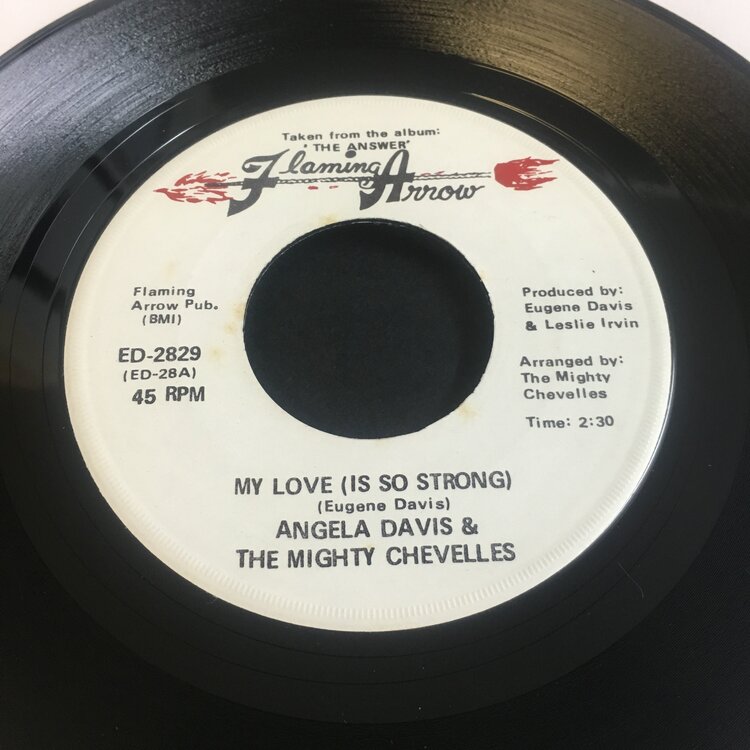 Taken from the album:
'THE ANSWER'
Flaming
Arrow
Flaming
Arrow Pub.
(BMI)
ED-2829
(ED-28A)
45 RPM
Produced by:
Eugene Davis
& Leslie Irvin
Arranged by:
The Mighty
Chevelles
Time: 2:30
MY LOVE (IS SO STRONG)
(Eugene Davis)
ANGELA DAVIS &
THE MIGHTY CHEVELLES